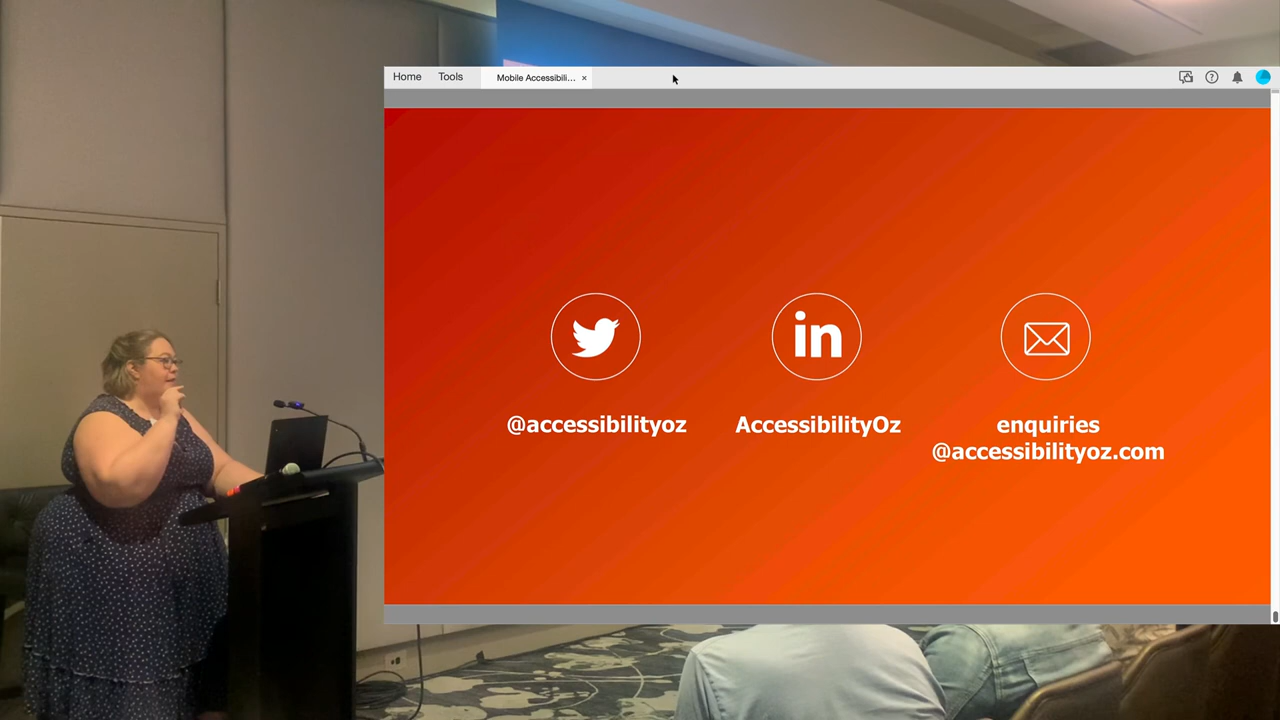 Home Tools Mobile Accessibili... ×
@accessibilityoz
AccessibilityOz
enquiries
@accessibilityoz.com